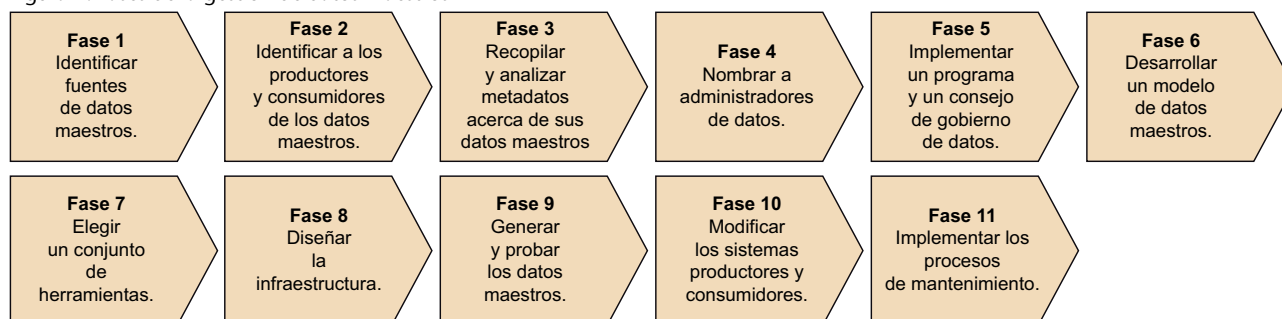 Fase 1
Identificar
fuentes
de datos
maestros.
Fase 2
Identificar a los
productores
y consumidores
de los datos
maestros.
Fase 3
Recopilar
y analizar
metadatos
acerca de sus
datos maestros
Fase 4
Nombrar a
administradores
de datos.
Fase 5
Implementar
un programa
y un consejo
de gobierno
de datos.
Fase 6
Desarrollar
un modelo
de datos
maestros.
Fase 7
Elegir
un conjunto
de
herramientas.
Fase 8
Diseñar
la
infraestructura.
Fase 9
Generar
y probar
los datos
maestros.
Fase 10
Modificar
los sistemas
productores y
consumidores.
Fase 11
Implementar los
procesos
de mantenimiento.